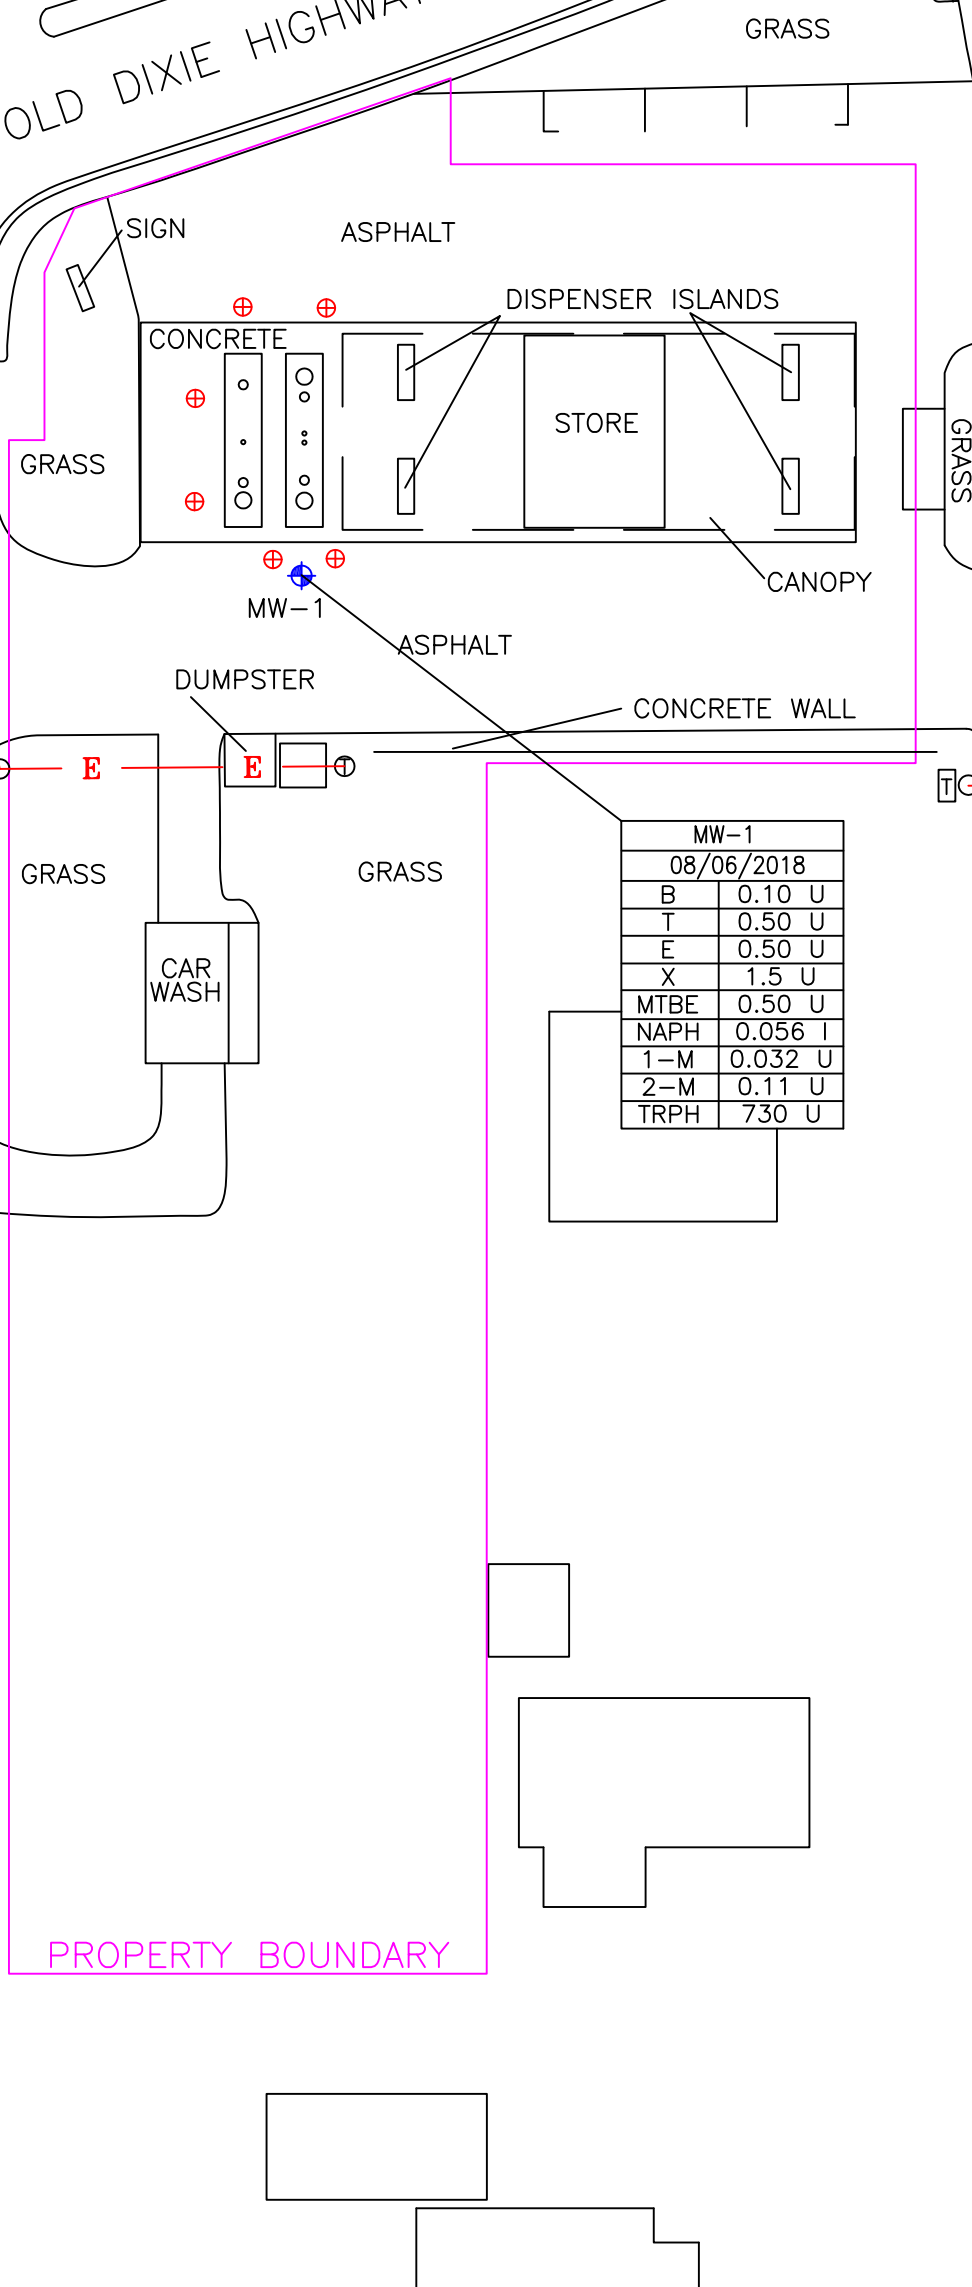 GRASS
OLD DIXIE HIGHWAY
SIGN
ASPHALT
DISPENSER ISLANDS
CONCRETE
STORE
GRASS
GRASS
CANOPY
MW-1
ASPHALT
DUMPSTER
CONCRETE WALL
E
E
T
T
GRASS
GRASS
CAR
WASH
MW-1
08/06/2018
B 0.10 U
T 0.50 U
E 0.50 U
X 1.5 U
MTBE 0.50 U
NAPH 0.056 I
1-M 0.032 U
2-M 0.11 U
TRPH 730 U
PROPERTY BOUNDARY